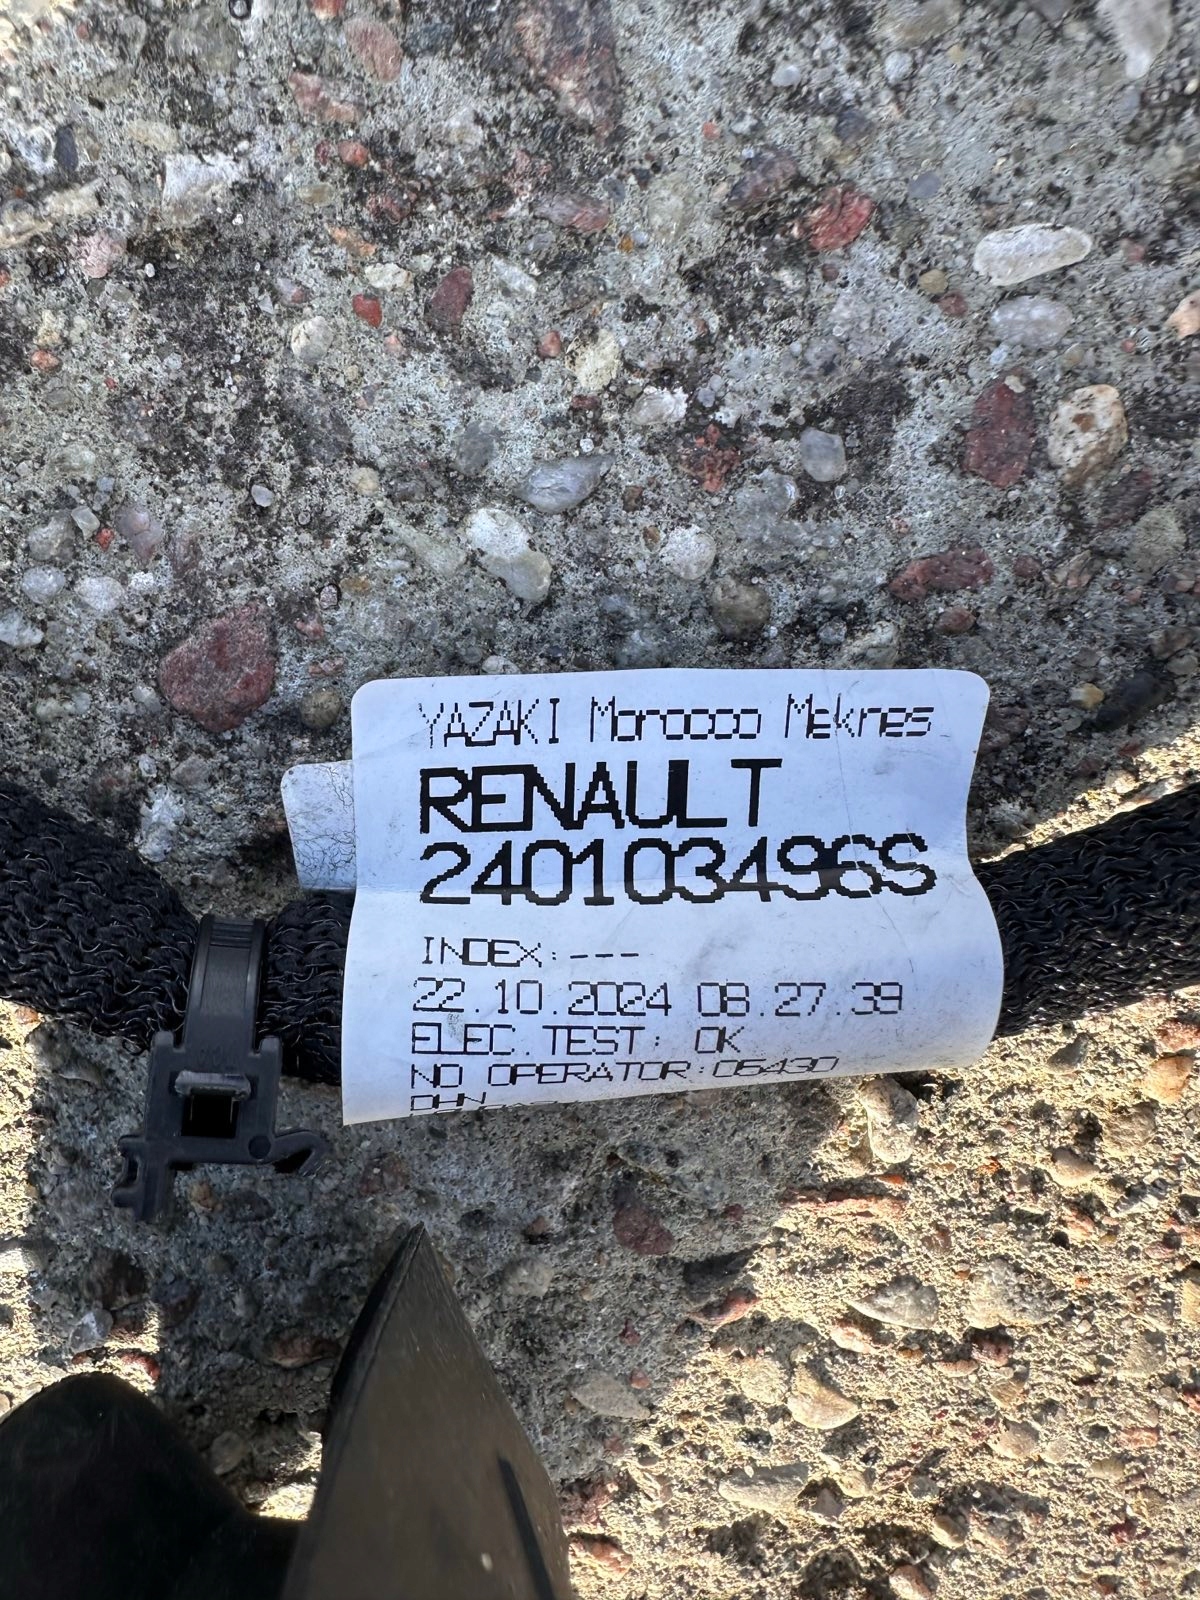 YAZAKI Morocco Meknes
RENAULT
240103496S
INDEX:---
22.10.2024 08.27.39
ELEC.TEST: OK
NO OPERATOR:05430